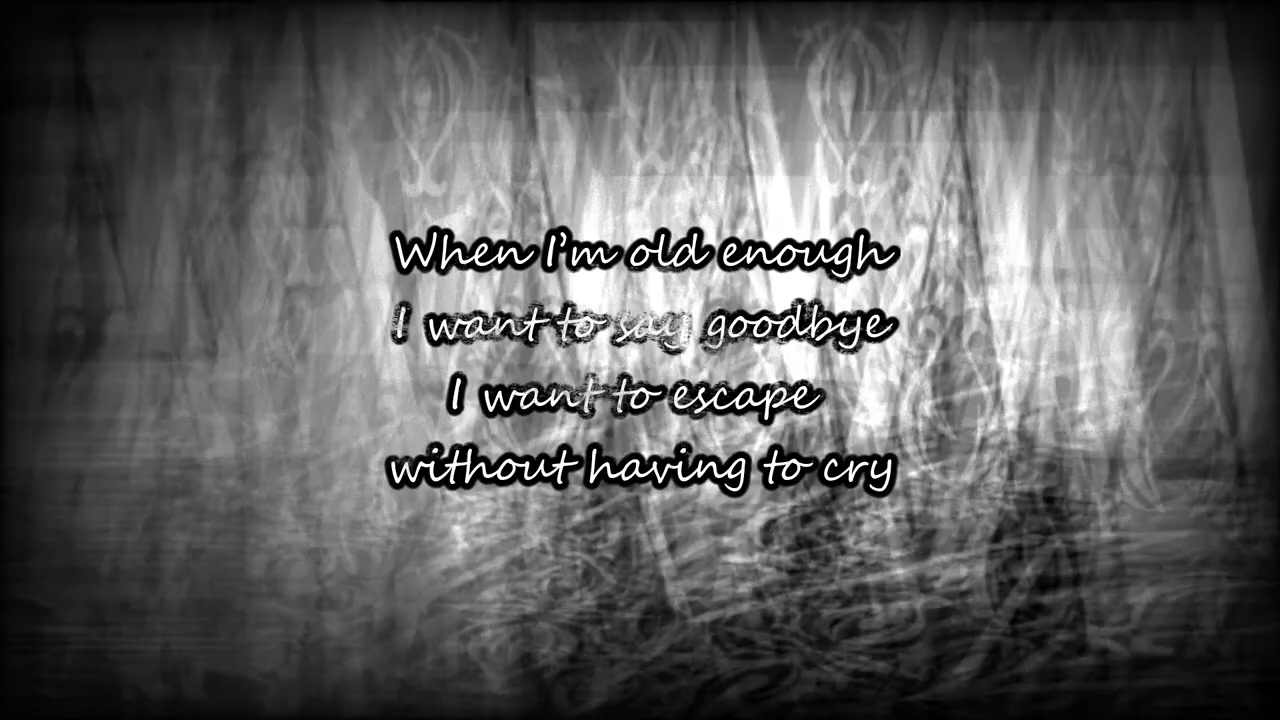 When I'm old enough
I want to say goodbye
I want to escape
without having to cry